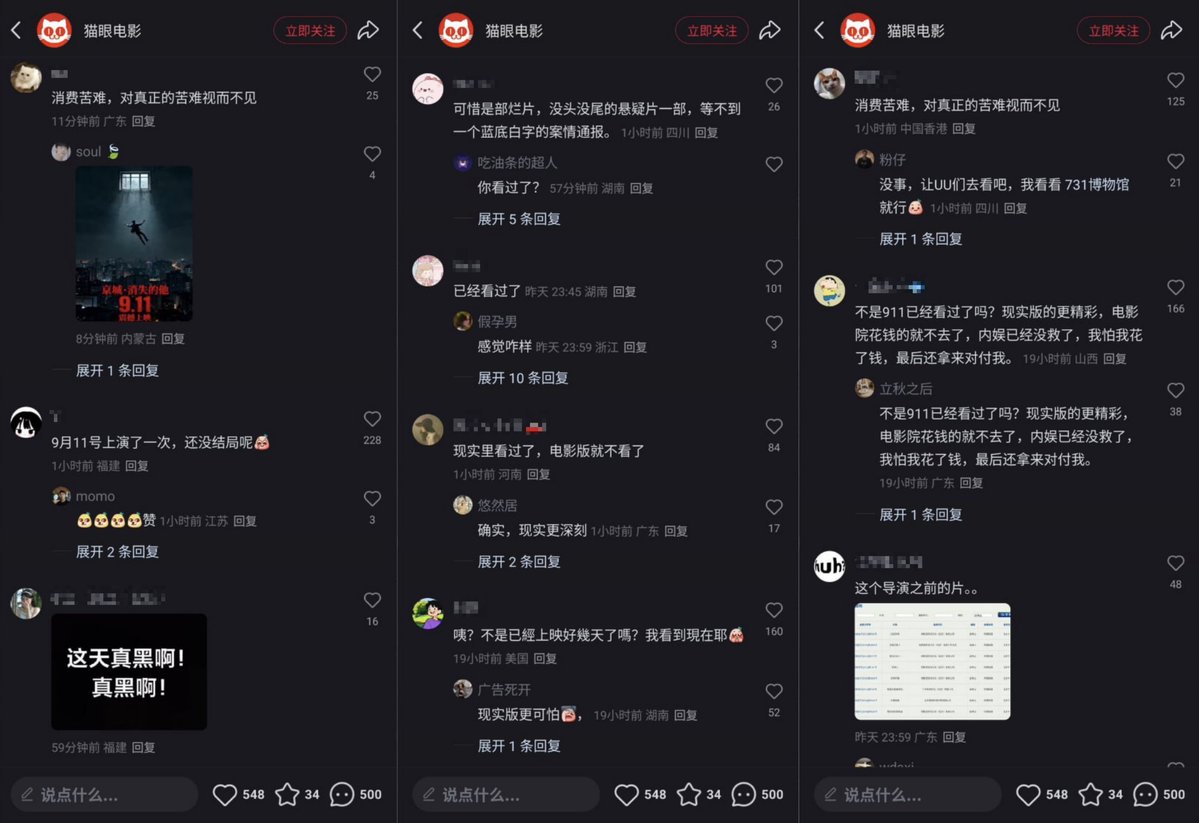 猫眼电影
立即关注
消费苦难，对真正的苦难视而不见
25
11分钟前 广东 回复
soul
4
京城·消失的他
9.11
震撼上映
8分钟前 内蒙古 回复
展开 1 条回复
228
9月11号上演了一次，还没结局呢
1小时前 福建 回复
momo
赞 1小时前 江苏 回复
3
展开 2 条回复
16
这天真黑啊!
真黑啊!
59分钟前 福建 回复
说点什么...
548
34
500
猫眼电影
立即关注
可惜是部烂片，没头没尾的悬疑片一部，等不到
26
一个蓝底白字的案情通报。 1小时前 四川 回复
吃油条的超人
你看过了？ 57分钟前 湖南 回复
展开 5 条回复
已经看过了 昨天 23:45 湖南 回复
101
假孕男
感觉咋样 昨天 23:59 浙江 回复
3
展开 10 条回复
现实里看过了，电影版就不看了
84
1小时前 河南 回复
悠然居
确实，现实更深刻 1小时前 广东 回复
17
展开 2 条回复
咦？不是已經上映好幾天了嗎？我看到現在耶
160
19小时前 美国 回复
广告死开
现实版更可怕， 19小时前 湖南 回复
52
展开 1 条回复
说点什么...
548
34
500
猫眼电影
立即关注
消费苦难，对真正的苦难视而不见
125
1小时前 中国香港 回复
粉仔
没事，让UU们去看吧，我看看 731博物馆
21
就行 1小时前 四川 回复
展开 1 条回复
不是911已经看过了吗？现实版的更精彩，电影
166
院花钱的就不去了，内娱已经没救了，我怕我花
了钱，最后还拿来对付我。 19小时前 山西 回复
立秋之后
不是911已经看过了吗？现实版的更精彩，
38
电影院花钱的就不去了，内娱已经没救了，
我怕我花了钱，最后还拿来对付我。
19小时前 广东 回复
展开 1 条回复
huh?
这个导演之前的片。。
48
昨天 23:59 广东 回复
说点什么...
548
34
500